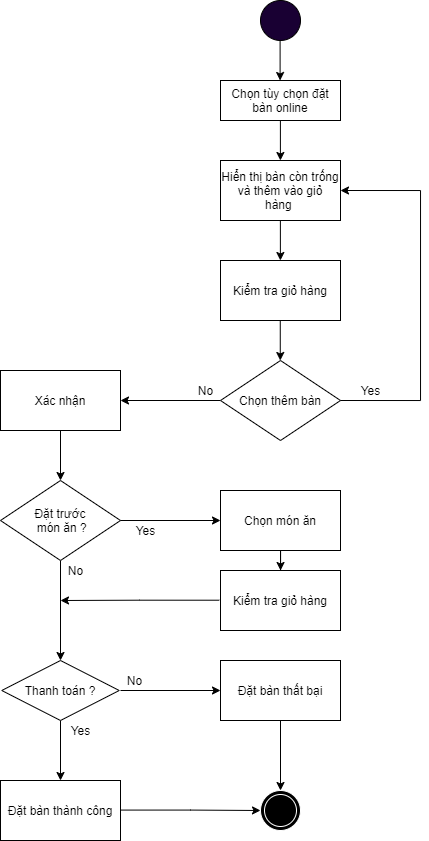 Chọn tùy chọn đặt
bàn online
Hiển thị bàn còn trống
và thêm vào giỏ
hàng
Kiểm tra giỏ hàng
Chọn thêm bàn
No
Yes
Xác nhận
Đặt trước
món ăn ?
Yes
No
Chọn món ăn
Kiểm tra giỏ hàng
Thanh toán ?
No
Yes
Đặt bàn thất bại
Đặt bàn thành công